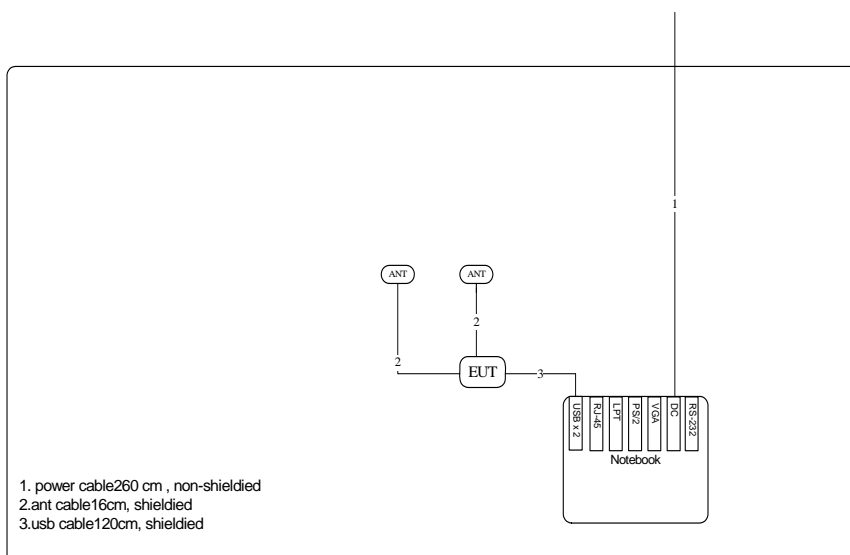 1
ANT
ANT
2
2
EUT
3
USB x 2
RJ-45
LPT
PS/2
VGA
DC
RS-232
Notebook
1. power cable260 cm , non-shieldied
2.ant cable16cm, shieldied
3.usb cable120cm, shieldied